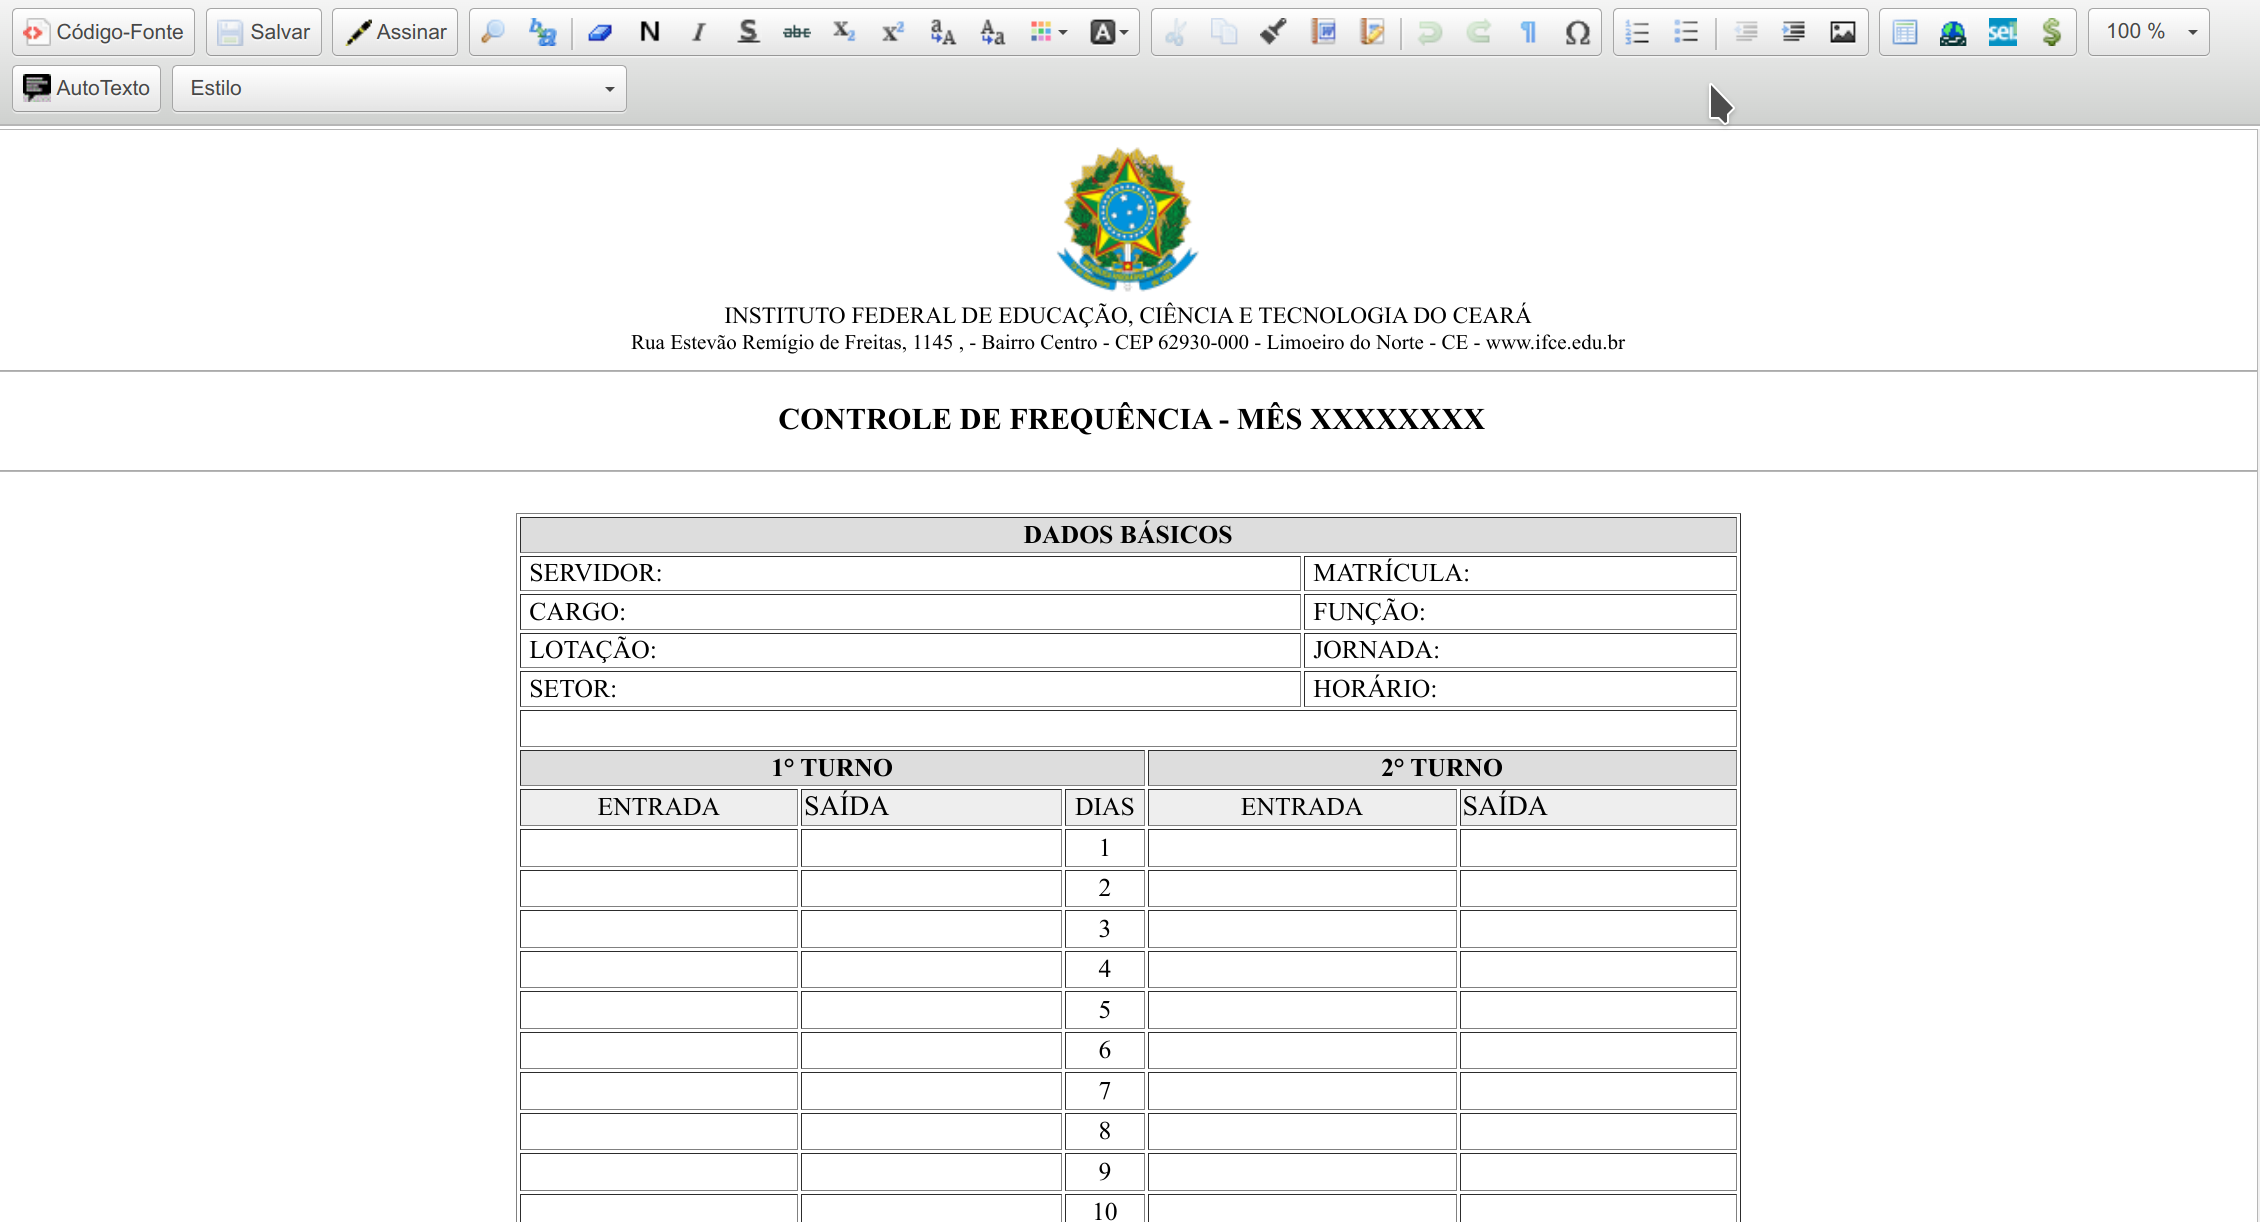 Código-Fonte Salvar Assinar N I S abc X₂ X² 100 %
AutoTexto Estilo
INSTITUTO FEDERAL DE EDUCAÇÃO, CIÊNCIA E TECNOLOGIA DO CEARÁ
Rua Estevão Remígio de Freitas, 1145 , - Bairro Centro - CEP 62930-000 - Limoeiro do Norte - CE - www.ifce.edu.br
CONTROLE DE FREQUÊNCIA - MÊS XXXXXXXX
DADOS BÁSICOS
SERVIDOR: MATRÍCULA:
CARGO: FUNÇÃO:
LOTAÇÃO: JORNADA:
SETOR: HORÁRIO:
1° TURNO 2° TURNO
ENTRADA SAÍDA DIAS ENTRADA SAÍDA
1
2
3
4
5
6
7
8
9
10